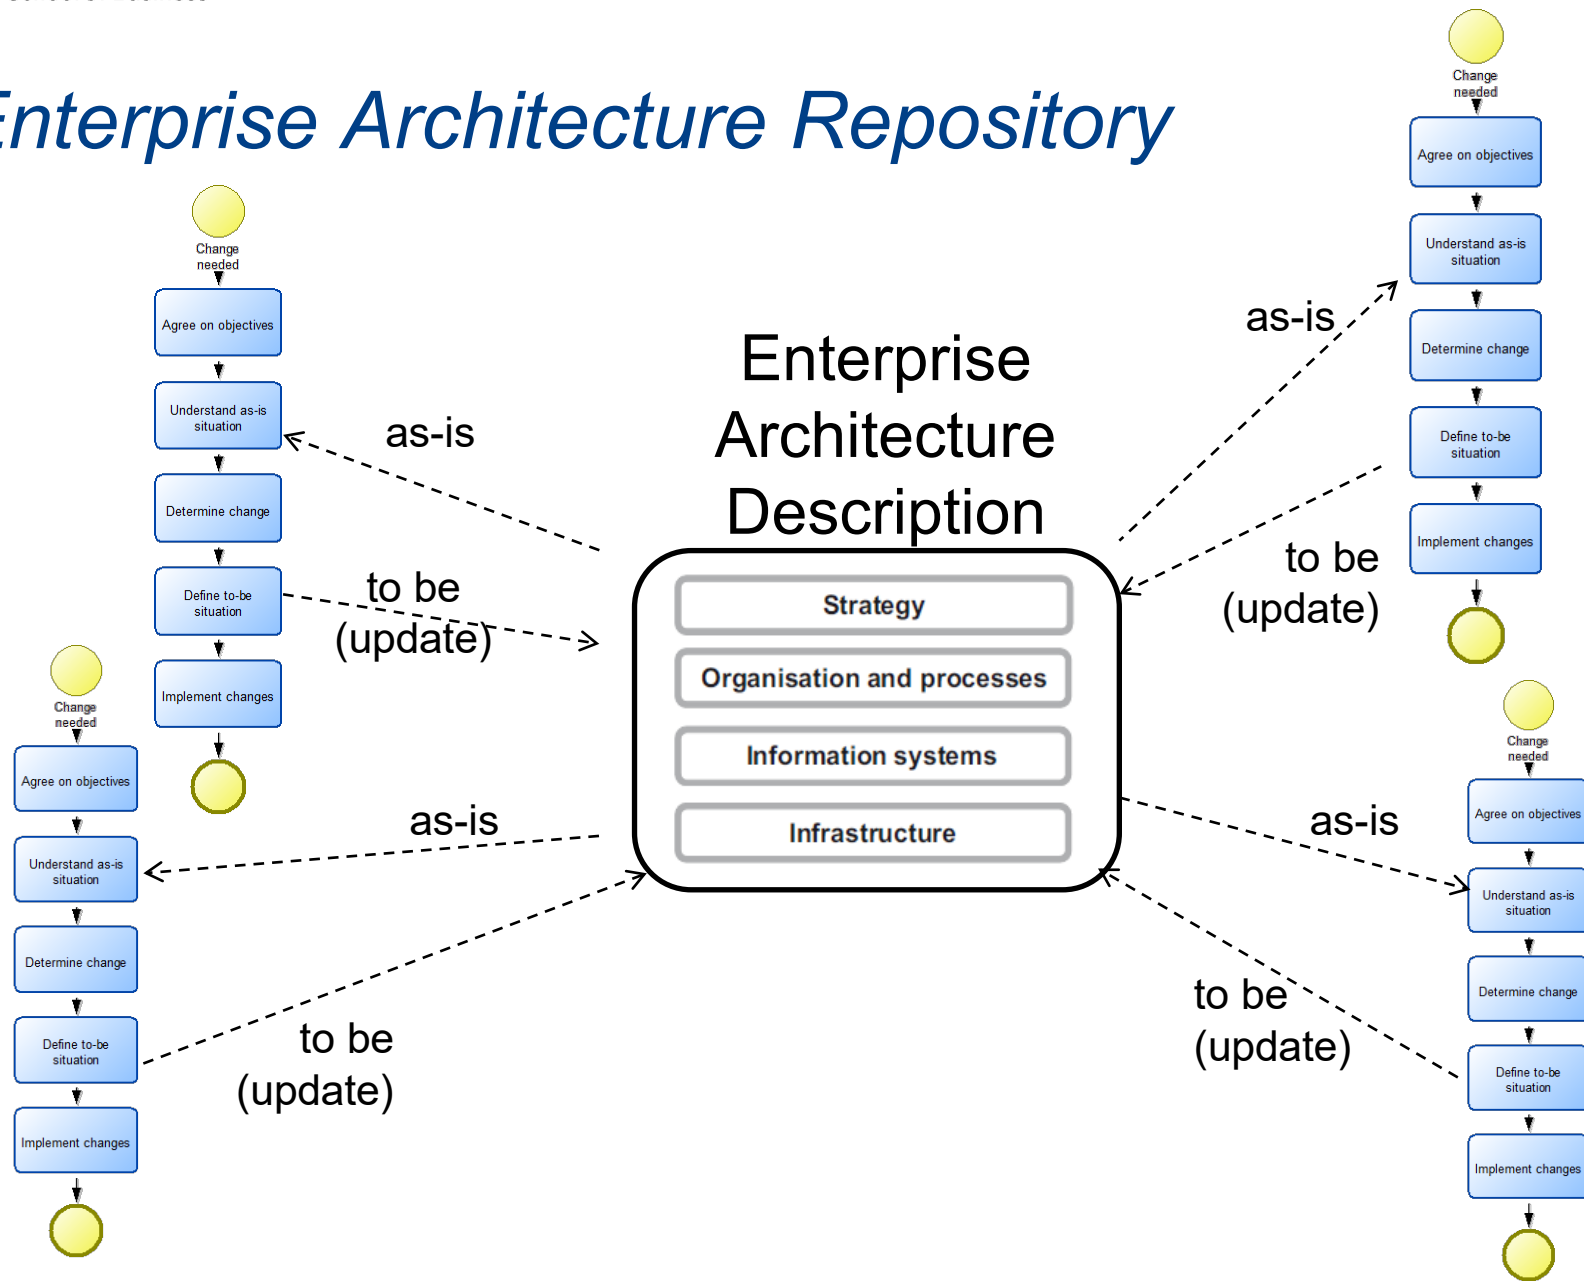 Enterprise Architecture Repository
Change
needed
Agree on objectives
Understand as-is
situation
Determine change
Define to-be
situation
Implement changes
as-is
to be
(update)
Change
needed
Agree on objectives
Understand as-is
situation
Determine change
Define to-be
situation
Implement changes
as-is
to be
(update)
Enterprise
Architecture
Description
Strategy
Organisation and processes
Information systems
Infrastructure
Change
needed
Agree on objectives
Understand as-is
situation
Determine change
Define to-be
situation
Implement changes
as-is
to be
(update)
Change
needed
Agree on objectives
Understand as-is
situation
Determine change
Define to-be
situation
Implement changes
as-is
to be
(update)